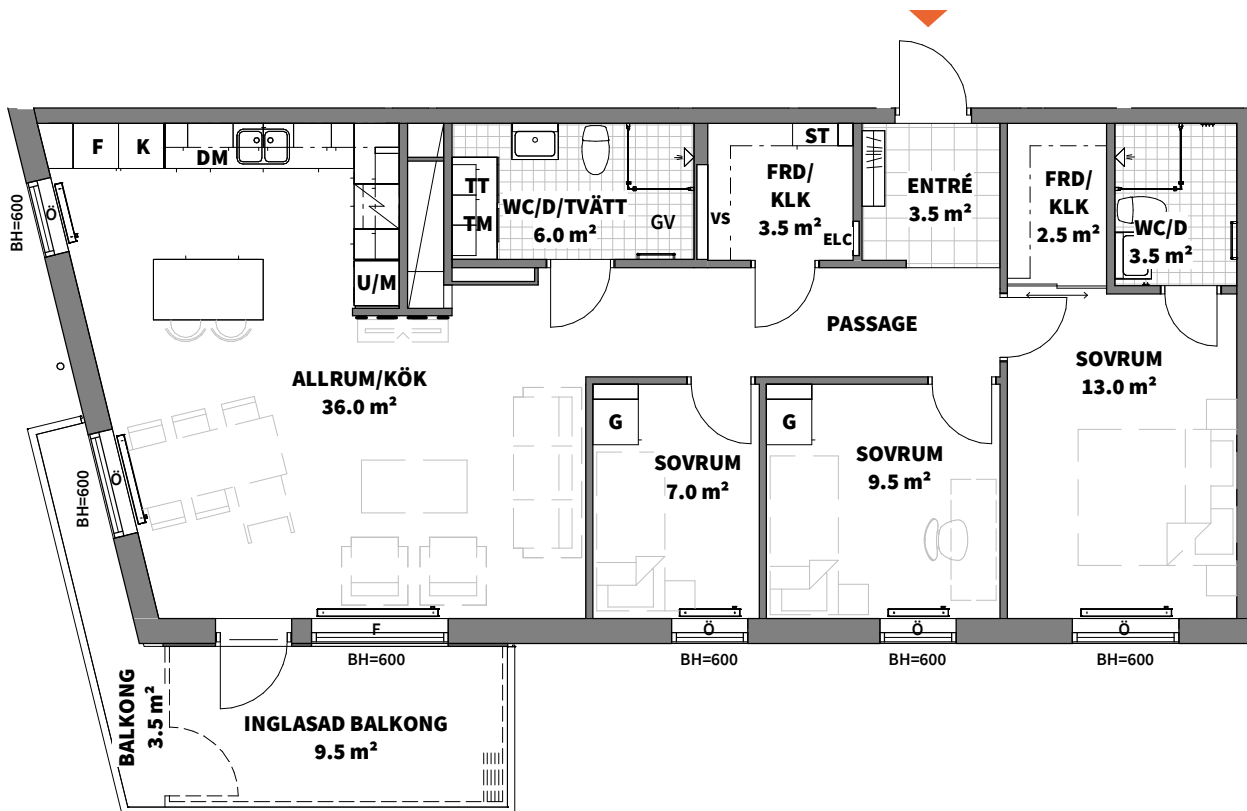 F
K
DM
TT
TM
WC/D/TVÄTT
6.0 m²
GV
VS
ST
FRD/
KLK
3.5 m²
ELC
ENTRÉ
3.5 m²
FRD/
KLK
2.5 m²
WC/D
3.5 m²
BH=600
Ö
U/M
PASSAGE
SOVRUM
13.0 m²
ALLRUM/KÖK
36.0 m²
G
SOVRUM
7.0 m²
G
SOVRUM
9.5 m²
BH=600
Ö
F
Ö
Ö
Ö
BH=600
BH=600
BH=600
BH=600
BALKONG
3.5 m²
INGLASAD BALKONG
9.5 m²